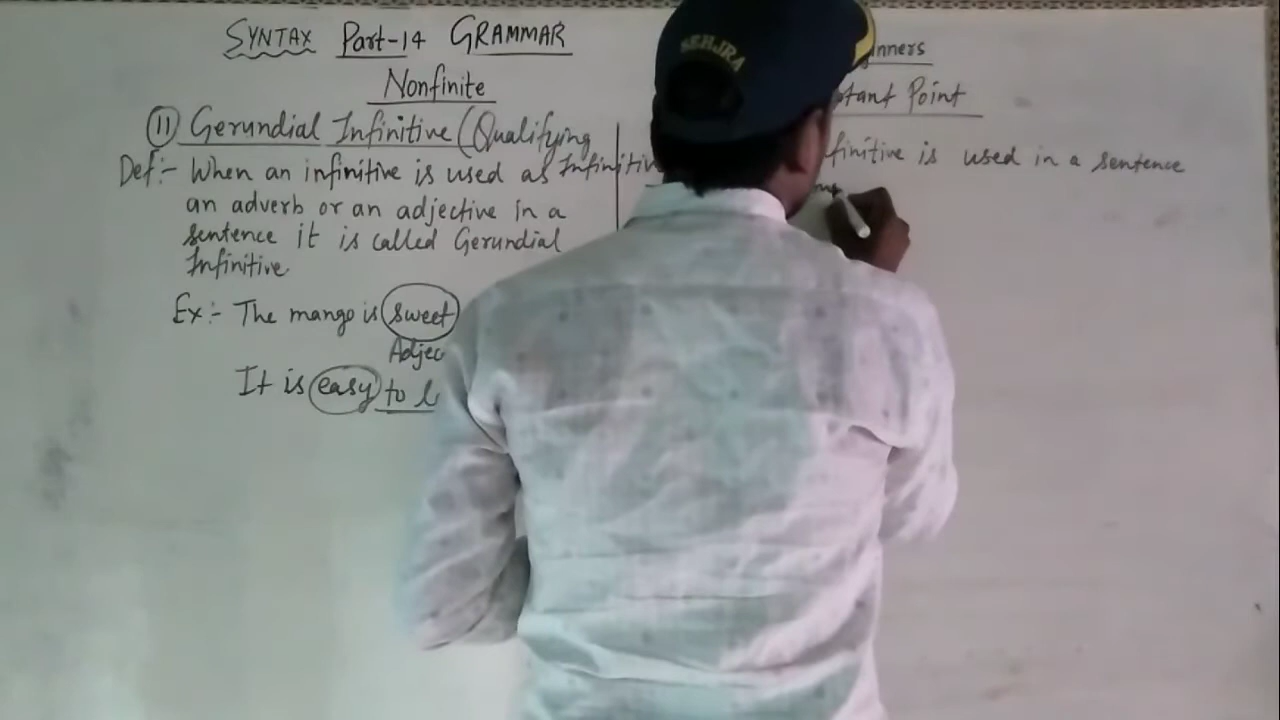 SYNTAX Part-14 GRAMMAR
Nonfinite
(11) Gerundial Infinitive (Qualifying
Infinitive
Def:- When an infinitive is used as
an adverb or an adjective in a
sentence it is called Gerundial
Infinitive.
Ex:- The mango is sweet
Adjec
It is easy to l
nners
tant Point
finitive is used in a sentence
SEHJRA